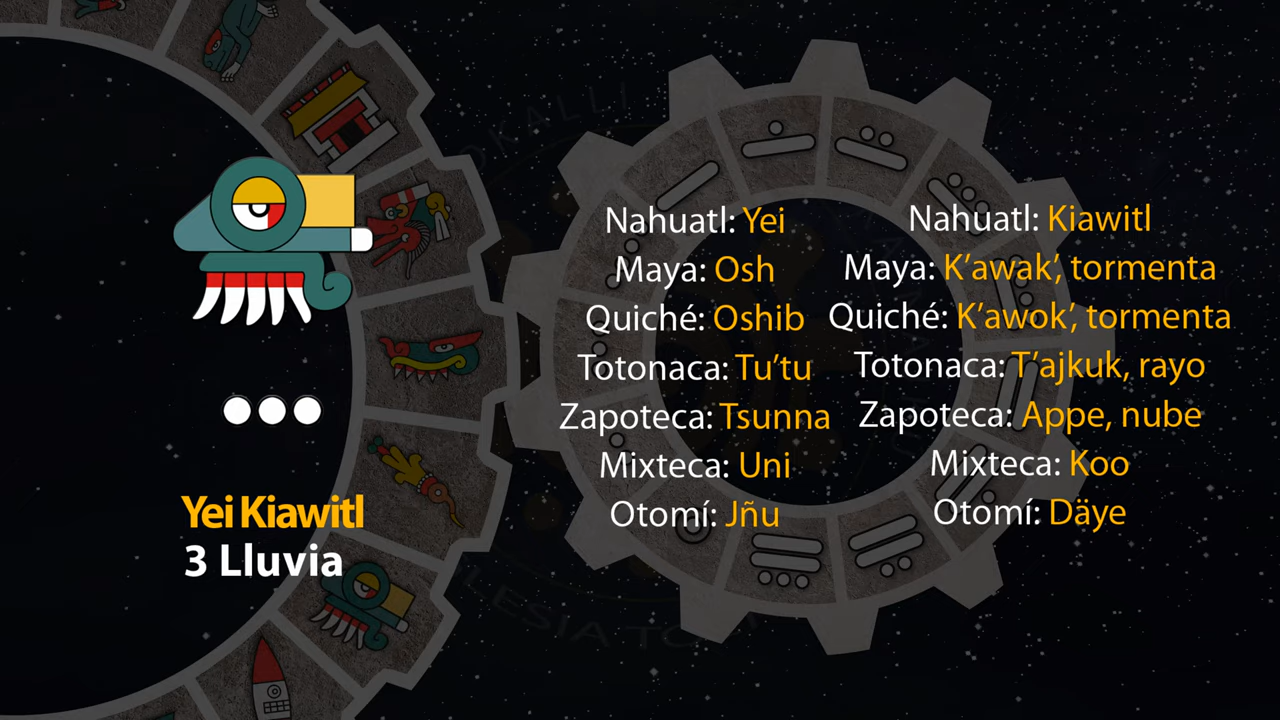 Nahuatl: Yei
Maya: Osh
Quiché: Oshib
Totonaca: Tu’tu
Zapoteca: Tsunna
Mixteca: Uni
Otomí: Jñu
Nahuatl: Kiawitl
Maya: K’awak’, tormenta
Quiché: K’awok’, tormenta
Totonaca: T’ajkuk, rayo
Zapoteca: Appe, nube
Mixteca: Koo
Otomí: Däye
Yei Kiawitl
3 Lluvia